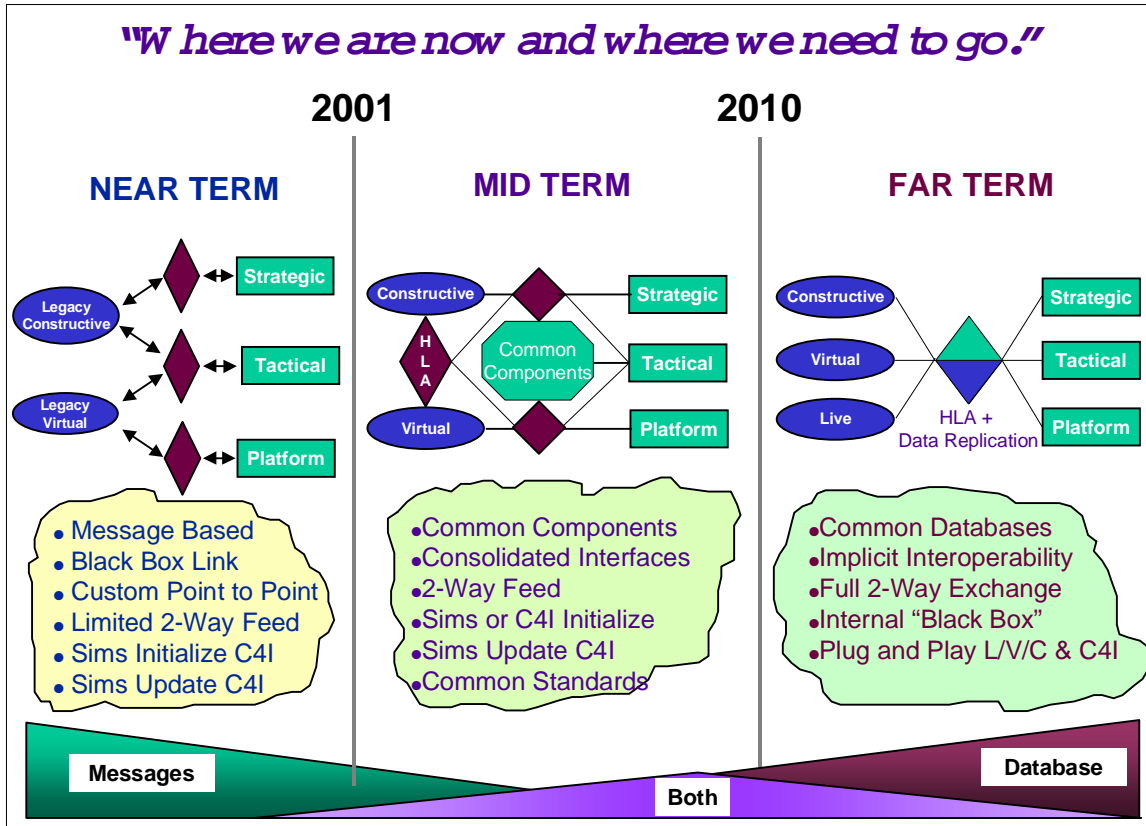 “Where we are now and where we need to go.”
2001
2010
NEAR TERM
MID TERM
FAR TERM
Legacy
Constructive
Legacy
Virtual
Strategic
Tactical
Platform
Constructive
H
L
A
Virtual
Common
Components
Strategic
Tactical
Platform
Constructive
Virtual
Live
HLA +
Data Replication
Strategic
Tactical
Platform
• Message Based
• Black Box Link
• Custom Point to Point
• Limited 2-Way Feed
• Sims Initialize C4I
• Sims Update C4I
•Common Components
•Consolidated Interfaces
•2-Way Feed
•Sims or C4I Initialize
•Sims Update C4I
•Common Standards
•Common Databases
•Implicit Interoperability
•Full 2-Way Exchange
•Internal “Black Box”
•Plug and Play L/V/C & C4I
Messages
Both
Database